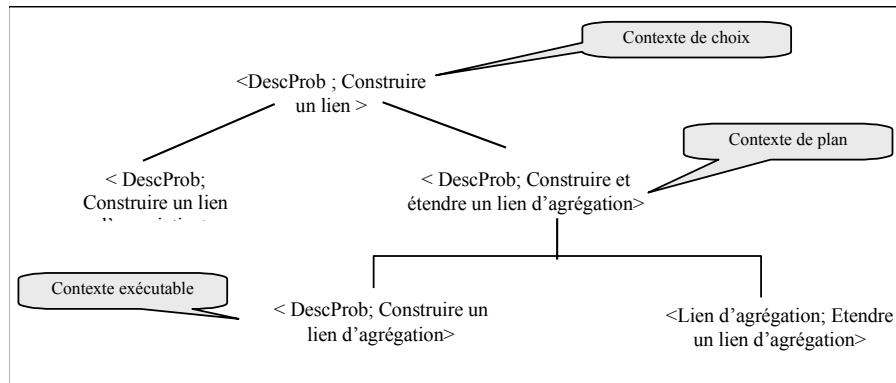 Contexte de choix
<DescProb ; Construire
un lien >
Contexte de plan
< DescProb;
Construire un lien
< DescProb; Construire et
étendre un lien d'agrégation>
Contexte exécutable
< DescProb; Construire un
lien d'agrégation>
<Lien d'agrégation; Etendre
un lien d'agrégation>